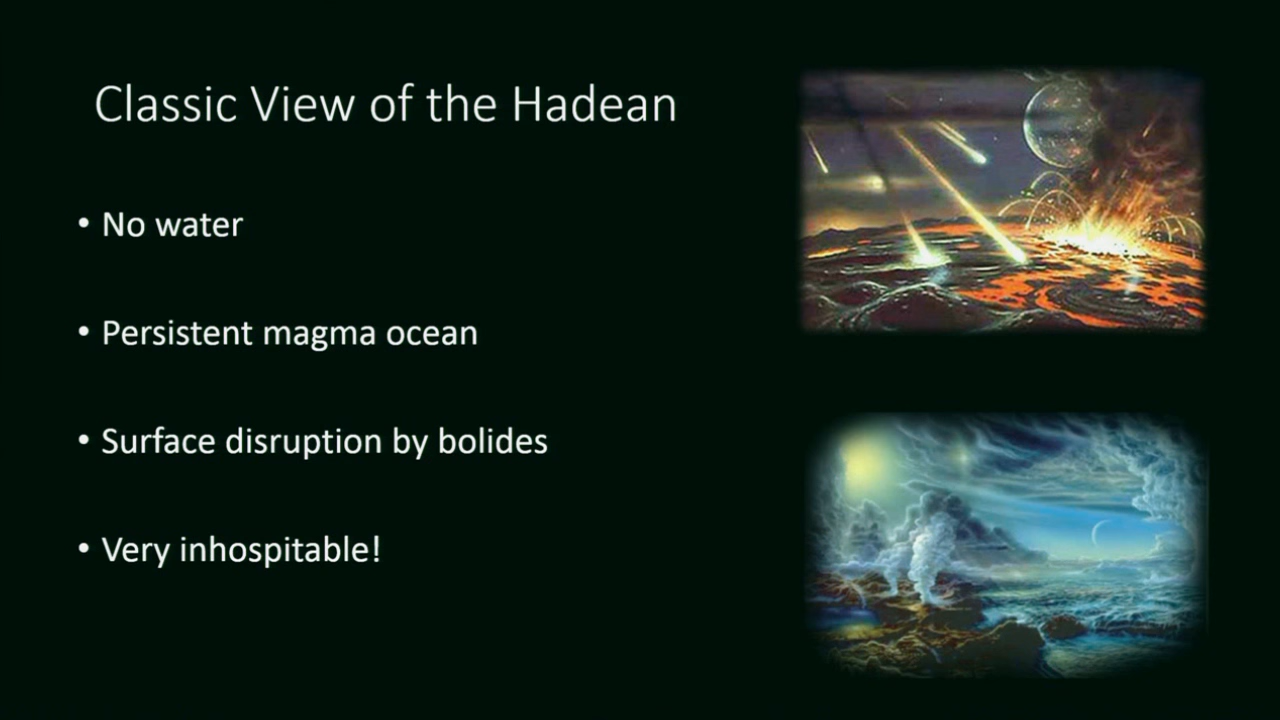 Classic View of the Hadean
• No water
• Persistent magma ocean
• Surface disruption by bolides
• Very inhospitable!